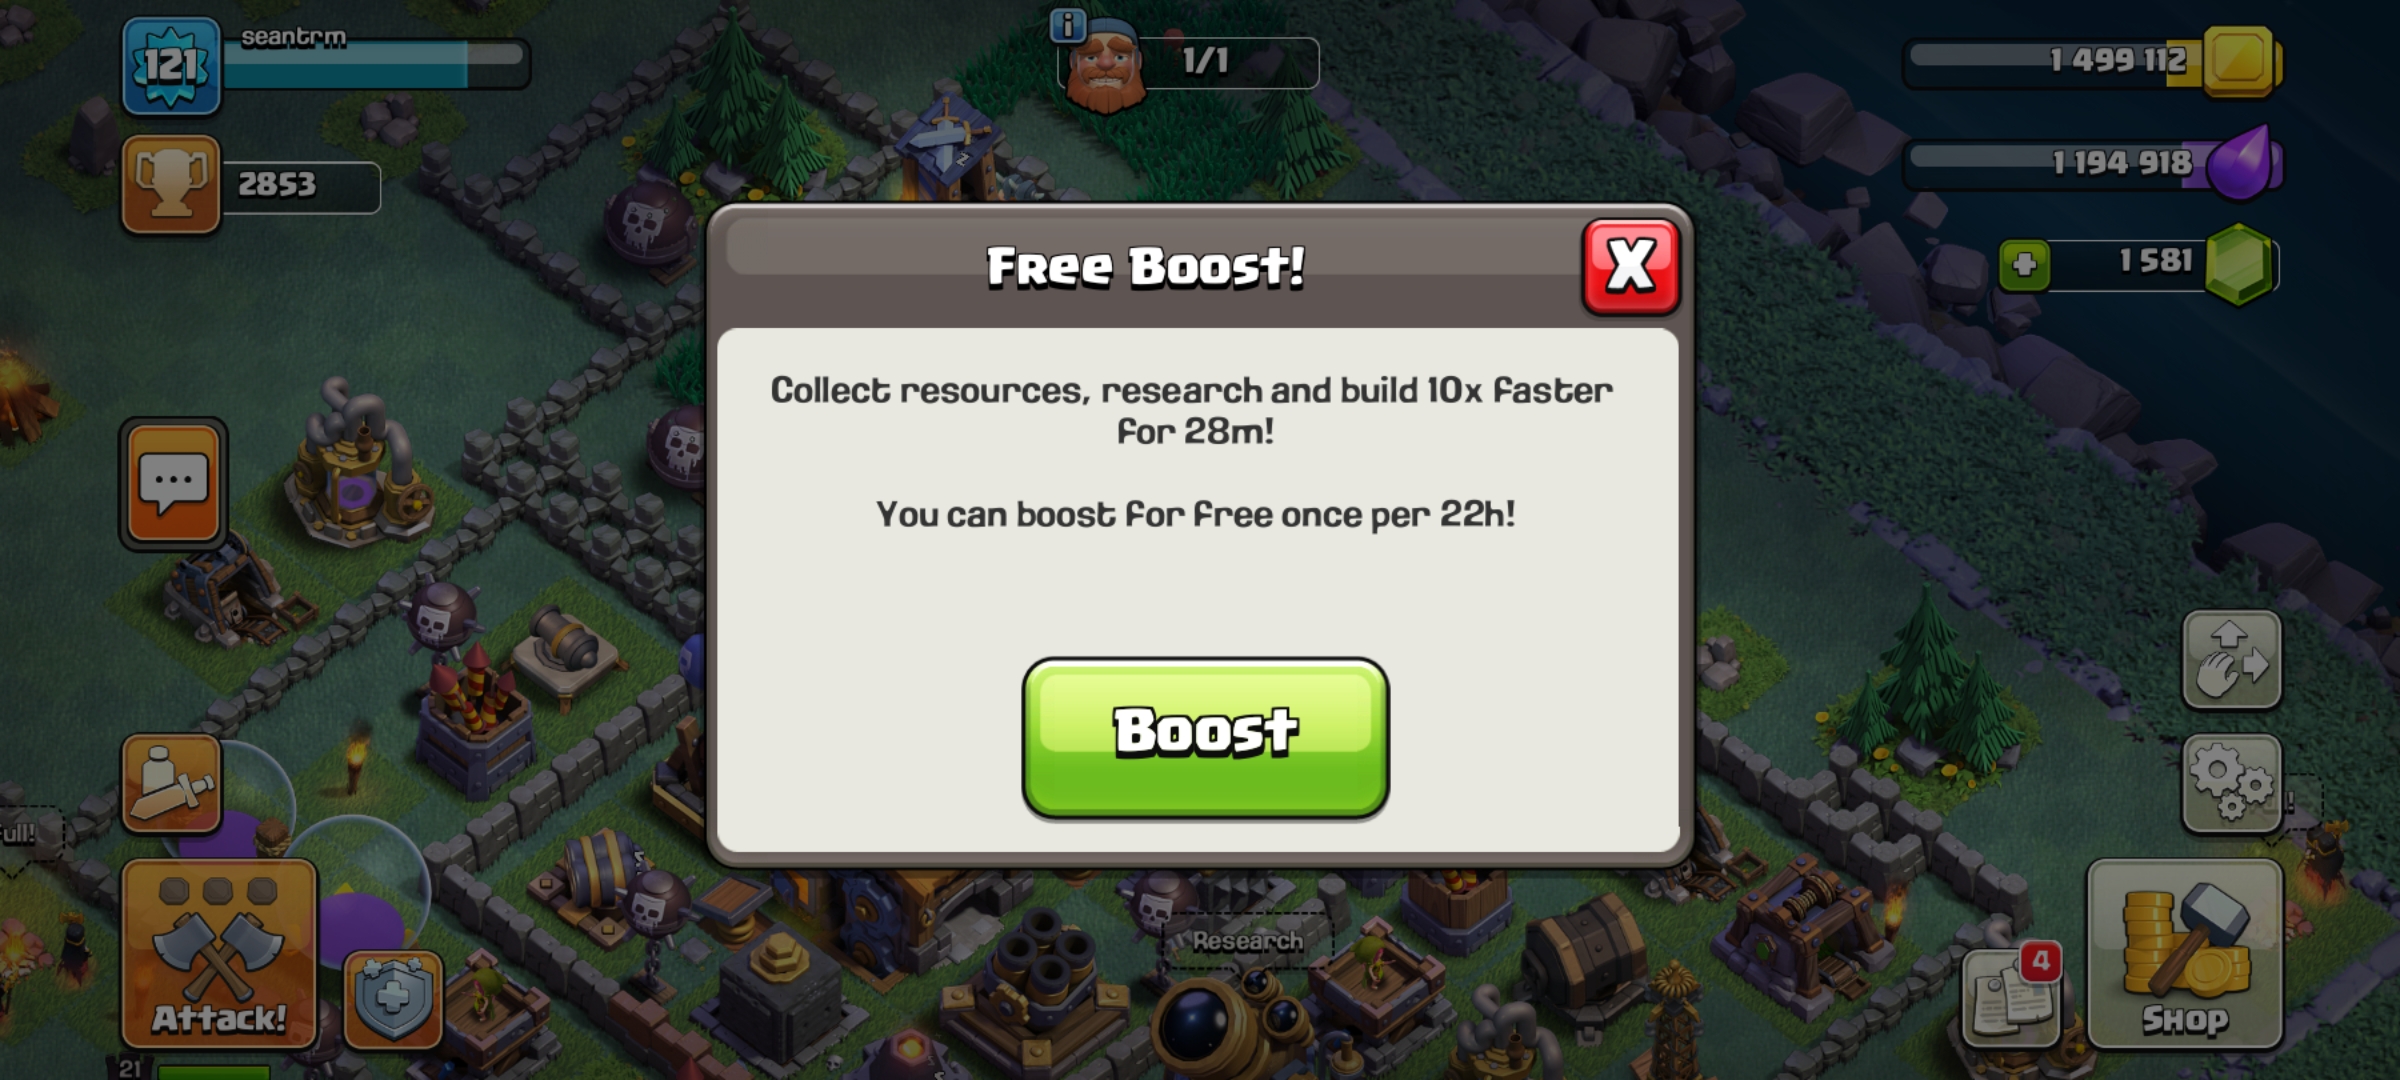 121
seantrm
i
1/1
1 499 112
2853
1 194 918
1 581
Free Boost!
X
Collect resources, research and build 10x faster
for 28m!
You can boost for free once per 22h!
Boost
Research
4
Attack!
Shop
21